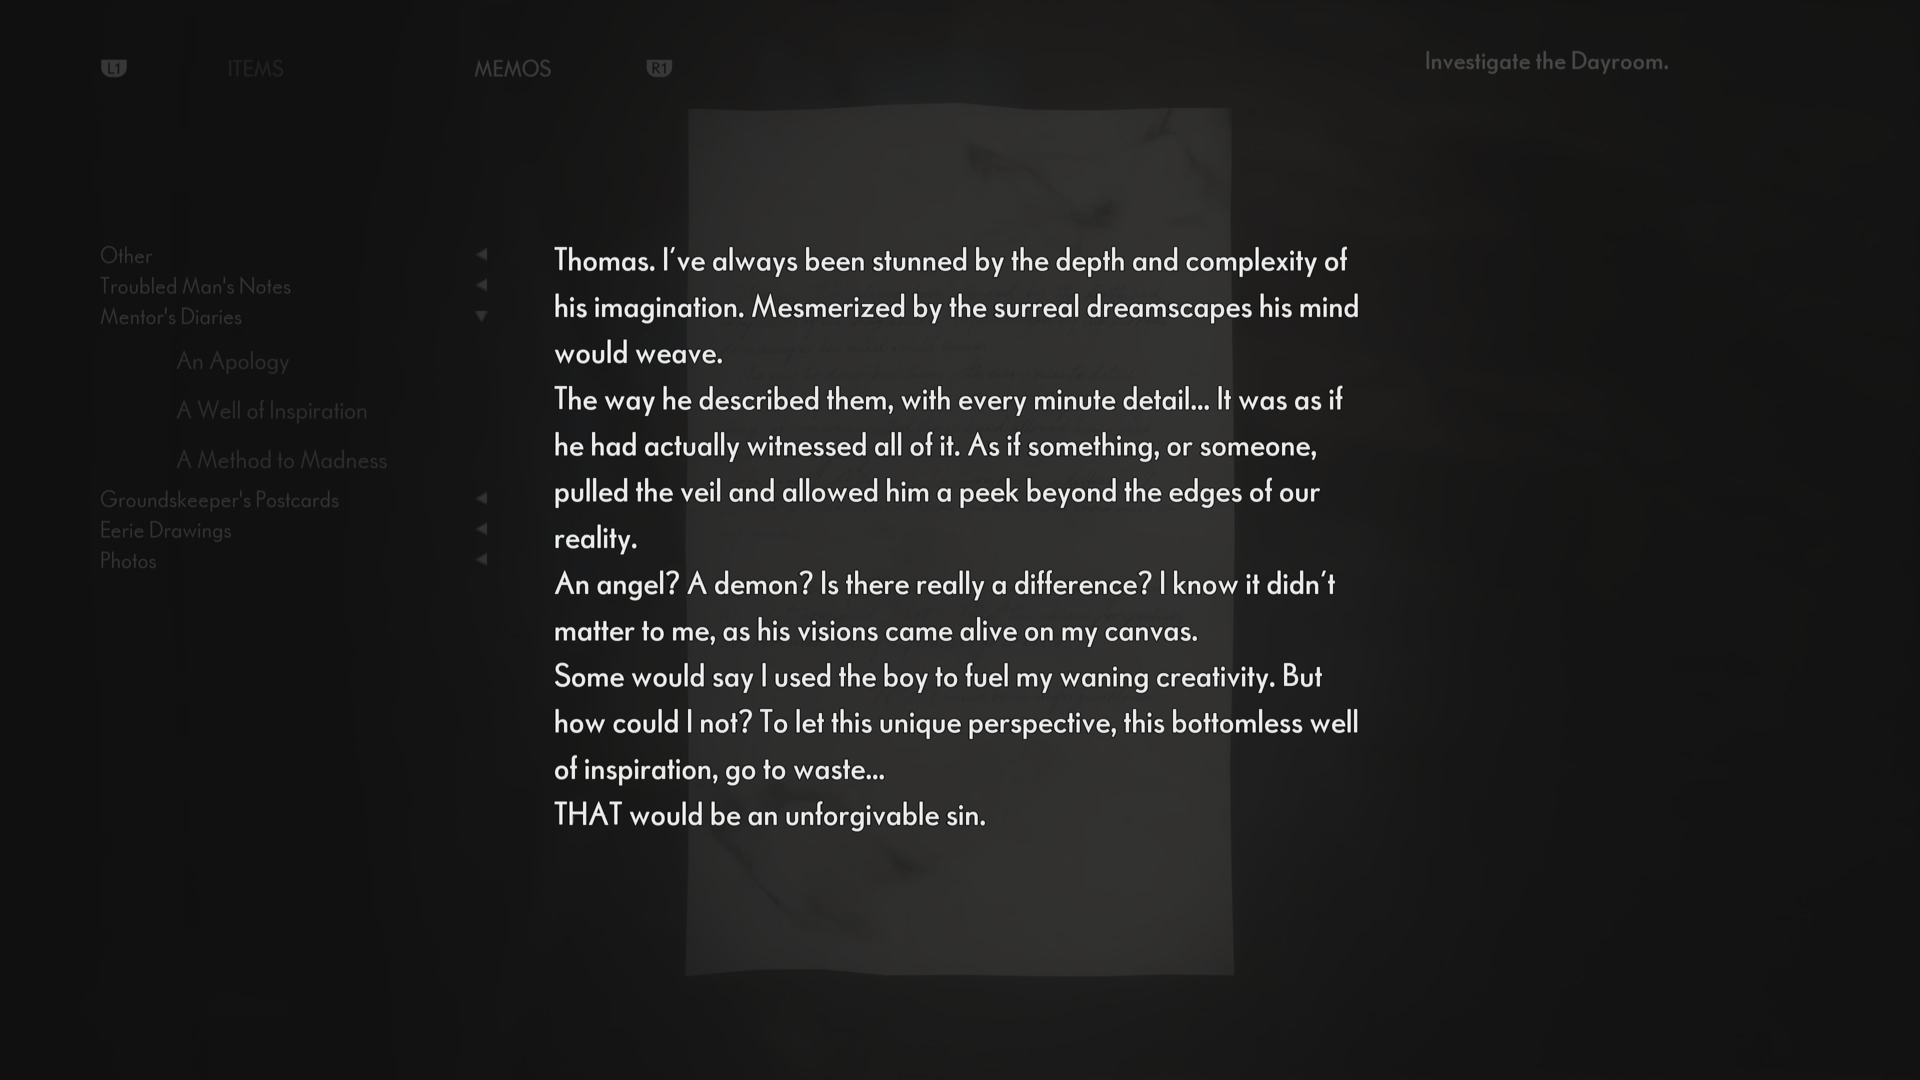 L1 ITEMS MEMOS R1
Investigate the Dayroom.
Other
Troubled Man's Notes
Mentor's Diaries
An Apology
A Well of Inspiration
A Method to Madness
Groundskeeper's Postcards
Eerie Drawings
Photos
Thomas. I've always been stunned by the depth and complexity of
his imagination. Mesmerized by the surreal dreamscapes his mind
would weave.
The way he described them, with every minute detail... It was as if
he had actually witnessed all of it. As if something, or someone,
pulled the veil and allowed him a peek beyond the edges of our
reality.
An angel? A demon? Is there really a difference? I know it didn't
matter to me, as his visions came alive on my canvas.
Some would say I used the boy to fuel my waning creativity. But
how could I not? To let this unique perspective, this bottomless well
of inspiration, go to waste...
THAT would be an unforgivable sin.